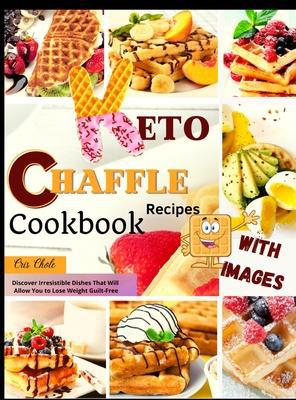 KETO
CHAFFLE
Recipes
Cookbook
WITH
IMAGES
Cris Chole
Discover Irresistible Dishes That Will
Allow You to Lose Weight Guilt-Free